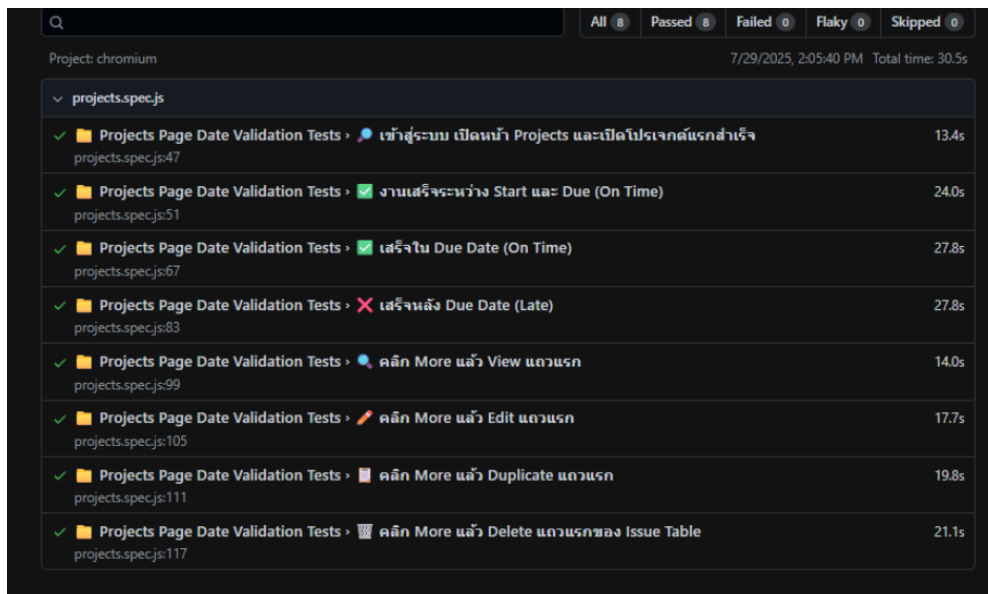 All 8 Passed 8 Failed 0 Flaky 0 Skipped 0
Project: chromium 7/29/2025, 2:05:40 PM Total time: 30.5s
projects.spec.js
Projects Page Date Validation Tests › 🔎 เข้าสู่ระบบ เปิดหน้า Projects และเปิดโปรเจกต์แรกสำเร็จ 13.4s
projects.spec.js:47
Projects Page Date Validation Tests › ✅ งานเสร็จระหว่าง Start และ Due (On Time) 24.0s
projects.spec.js:51
Projects Page Date Validation Tests › ✅ เสร็จใน Due Date (On Time) 27.8s
projects.spec.js:67
Projects Page Date Validation Tests › ❌ เสร็จหลัง Due Date (Late) 27.8s
projects.spec.js:83
Projects Page Date Validation Tests › 🔍 คลิก More แล้ว View แถวแรก 14.0s
projects.spec.js:99
Projects Page Date Validation Tests › ✏️ คลิก More แล้ว Edit แถวแรก 17.7s
projects.spec.js:105
Projects Page Date Validation Tests › 📋 คลิก More แล้ว Duplicate แถวแรก 19.8s
projects.spec.js:111
Projects Page Date Validation Tests › 🗑️ คลิก More แล้ว Delete แถวแรกของ Issue Table 21.1s
projects.spec.js:117